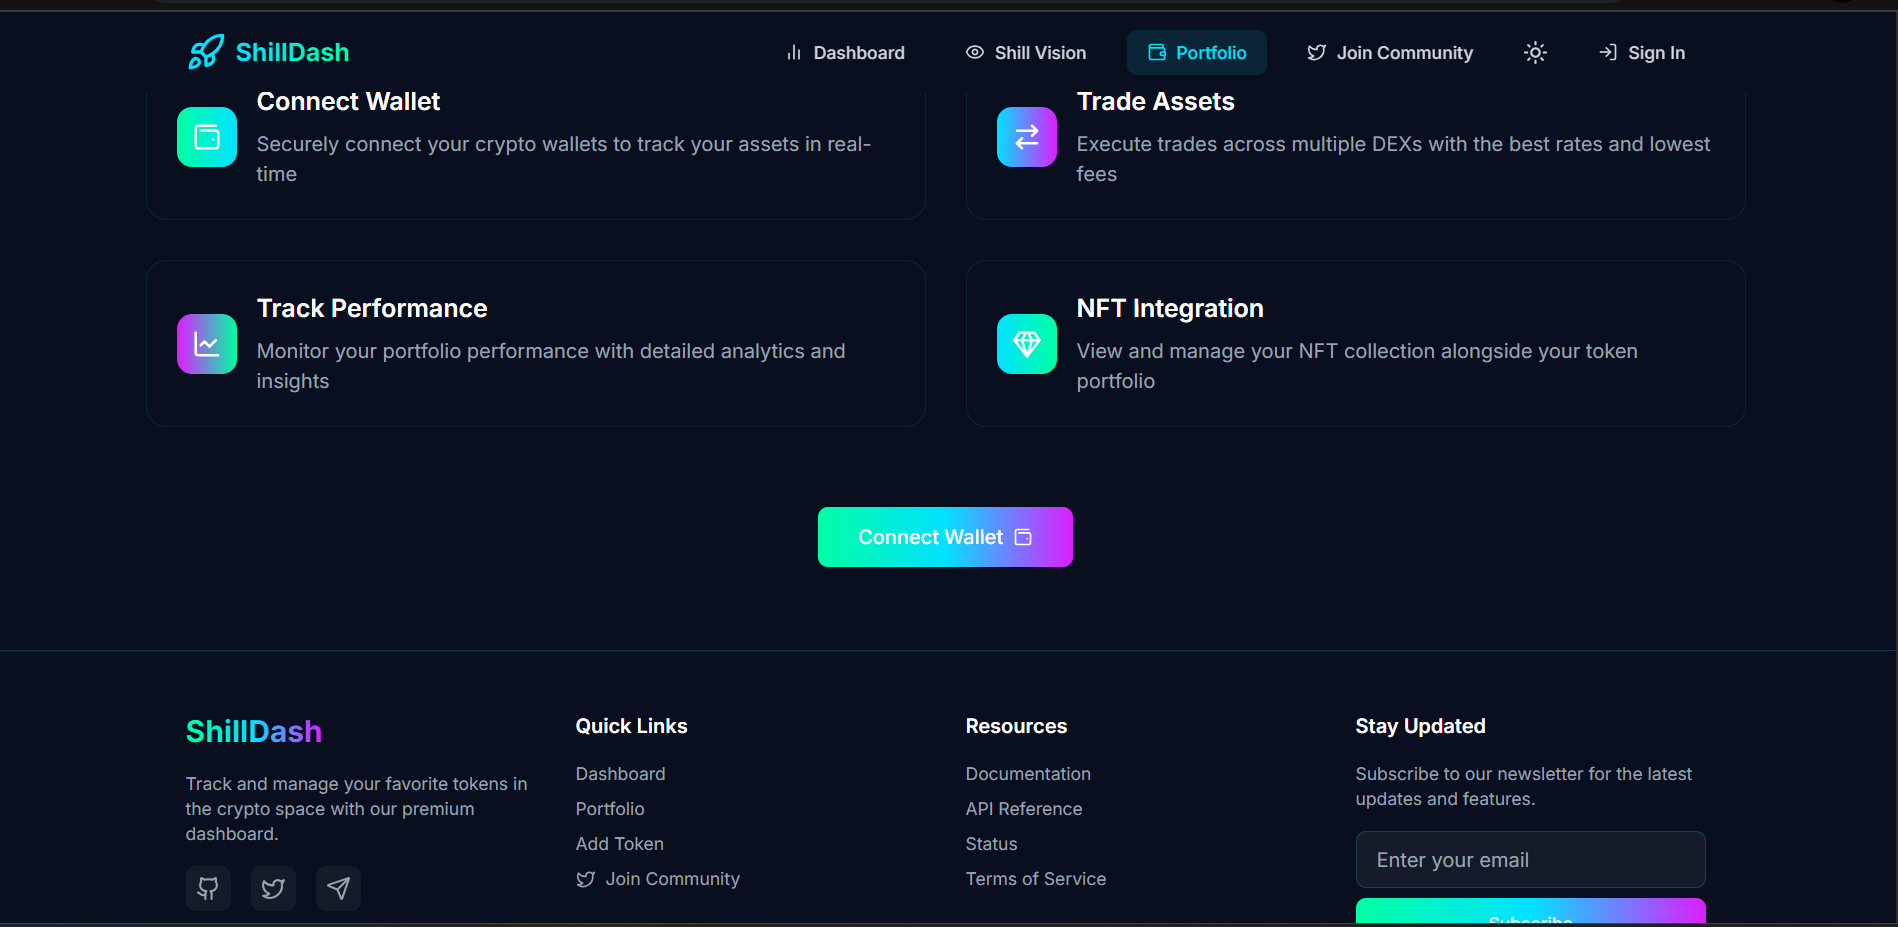 ShillDash
Dashboard
Shill Vision
Portfolio
Join Community
Sign In
Connect Wallet
Securely connect your crypto wallets to track your assets in real-
time
Trade Assets
Execute trades across multiple DEXs with the best rates and lowest
fees
Track Performance
Monitor your portfolio performance with detailed analytics and
insights
NFT Integration
View and manage your NFT collection alongside your token
portfolio
Connect Wallet
ShillDash
Track and manage your favorite tokens in
the crypto space with our premium
dashboard.
Quick Links
Dashboard
Portfolio
Add Token
Join Community
Resources
Documentation
API Reference
Status
Terms of Service
Stay Updated
Subscribe to our newsletter for the latest
updates and features.
Enter your email
Subscribe